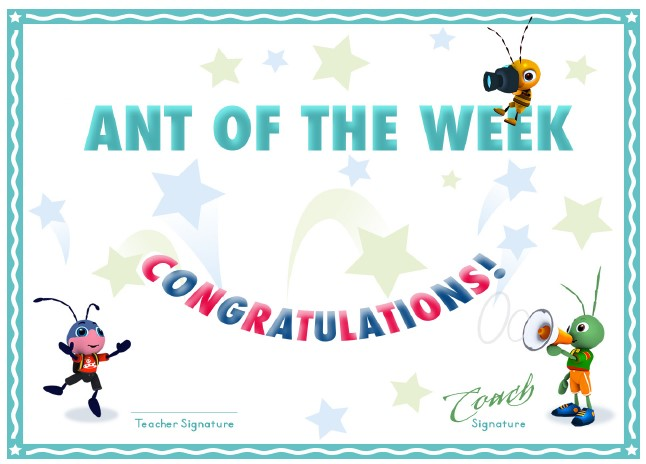 ANT OF THE WEEK
CONGRATULATIONS!
Teacher Signature
Coach
Signature